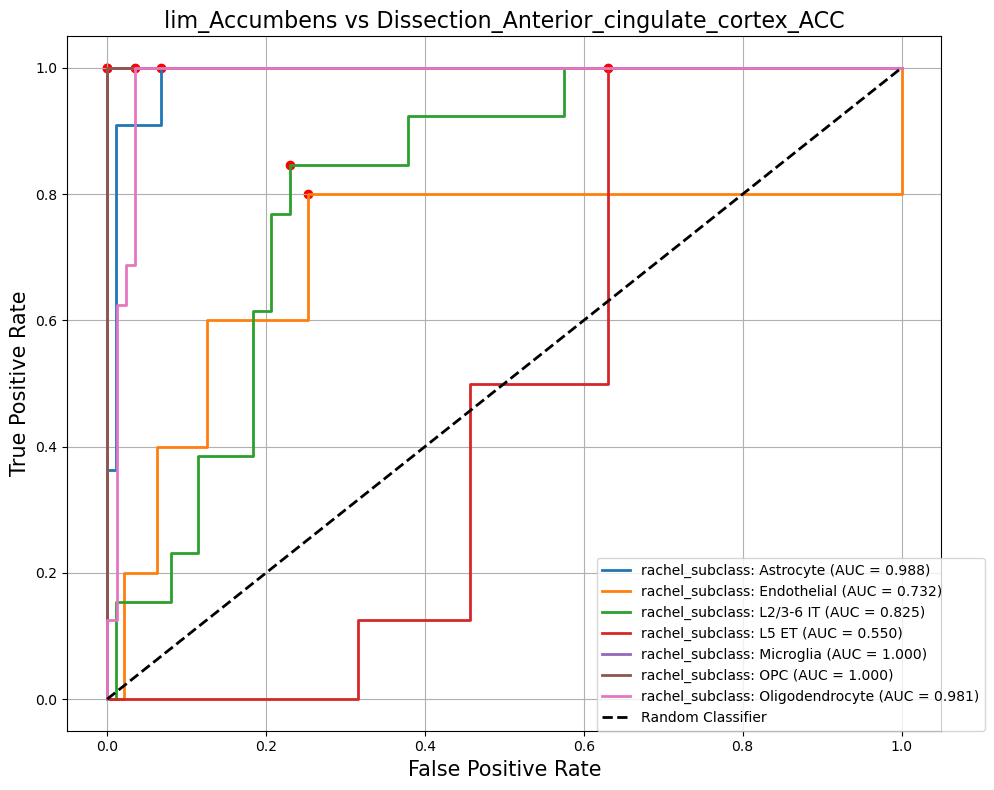 lim_Accumbens vs Dissection_Anterior_cingulate_cortex_ACC
True Positive Rate
1.0
0.8
0.6
0.4
0.2
0.0
rachel_subclass: Astrocyte (AUC = 0.988)
rachel_subclass: Endothelial (AUC = 0.732)
rachel_subclass: L2/3-6 IT (AUC = 0.825)
rachel_subclass: L5 ET (AUC = 0.550)
rachel_subclass: Microglia (AUC = 1.000)
rachel_subclass: OPC (AUC = 1.000)
rachel_subclass: Oligodendrocyte (AUC = 0.981)
Random Classifier
0.0 0.2 0.4 0.6 0.8 1.0
False Positive Rate